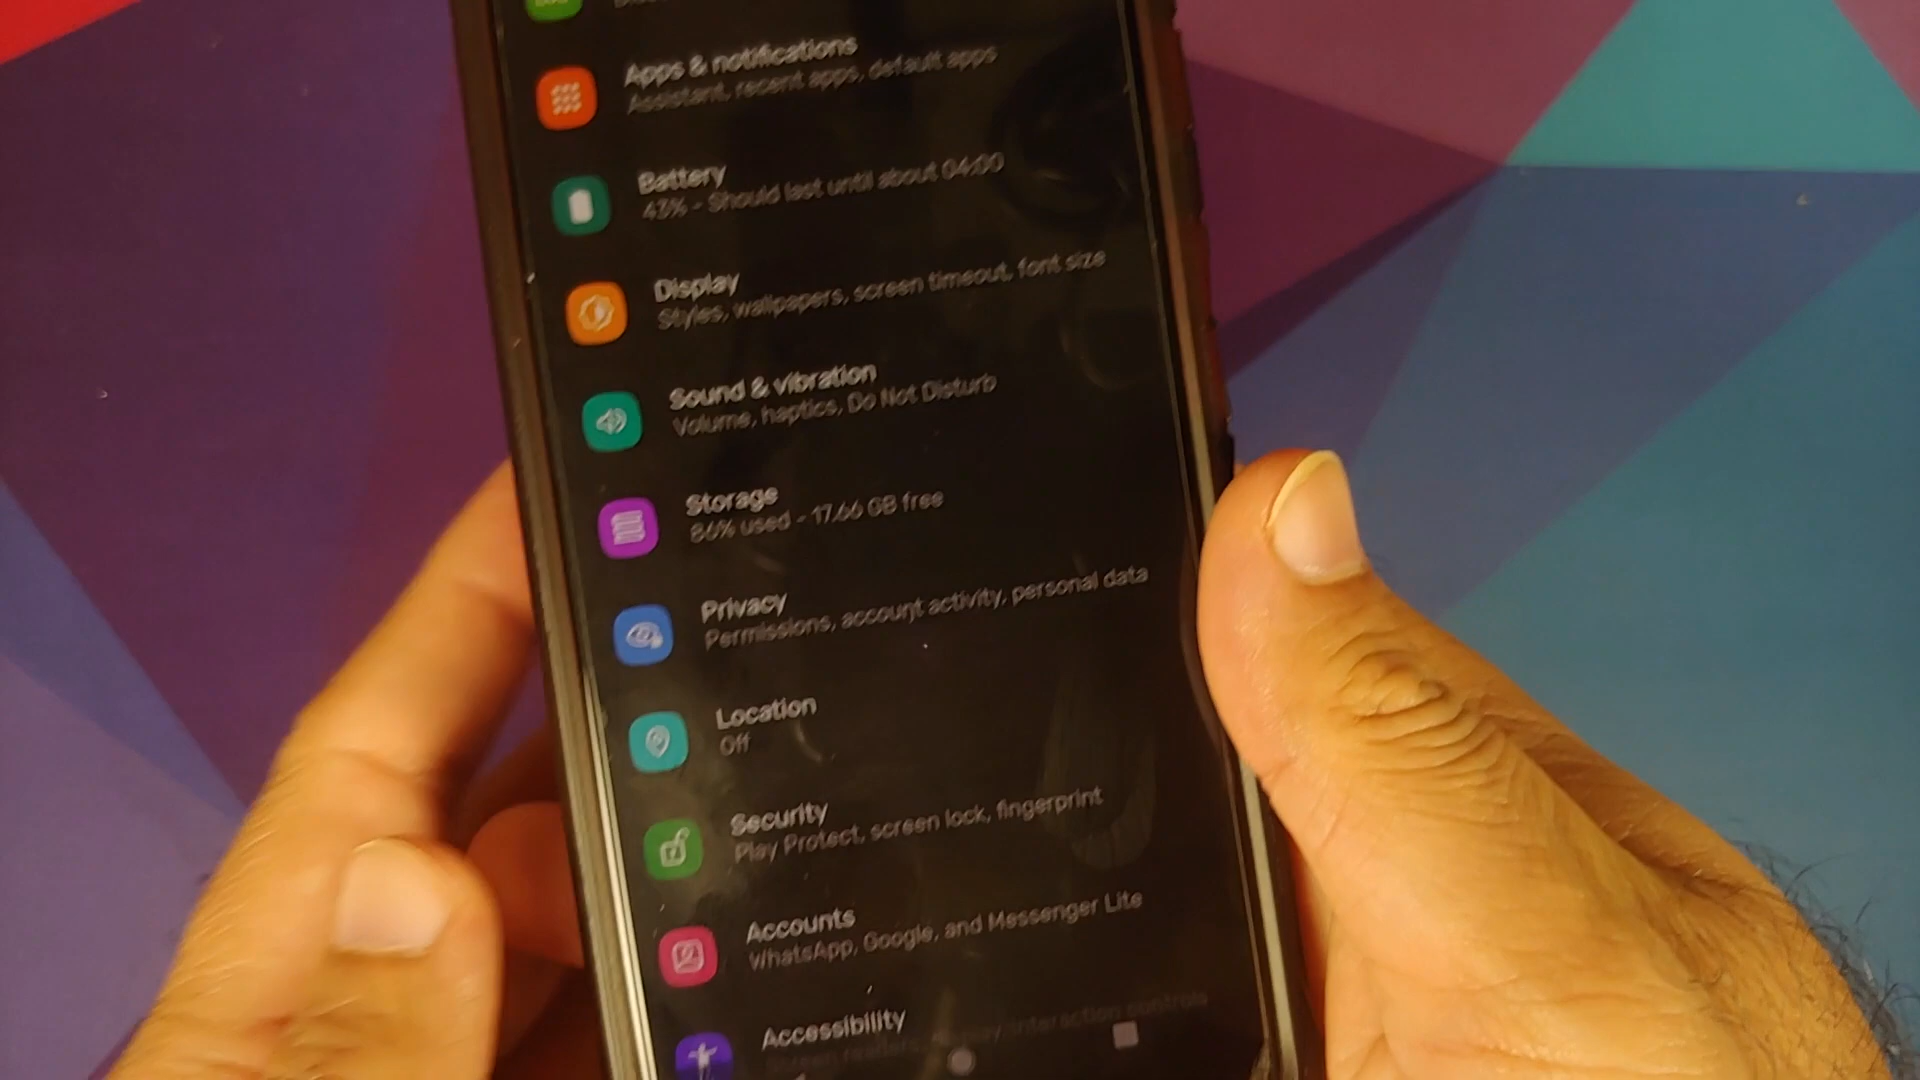 Apps & notifications
Assistant, recent apps, default apps
Battery
43% - Should last until about 04:00
Display
Styles, wallpapers, screen timeout, font size
Sound & vibration
Volume, haptics, Do Not Disturb
Storage
86% used - 17.66 GB free
Privacy
Permissions, account activity, personal data
Location
Off
Security
Play Protect, screen lock, fingerprint
Accounts
WhatsApp, Google, and Messenger Lite
Accessibility
interaction controls